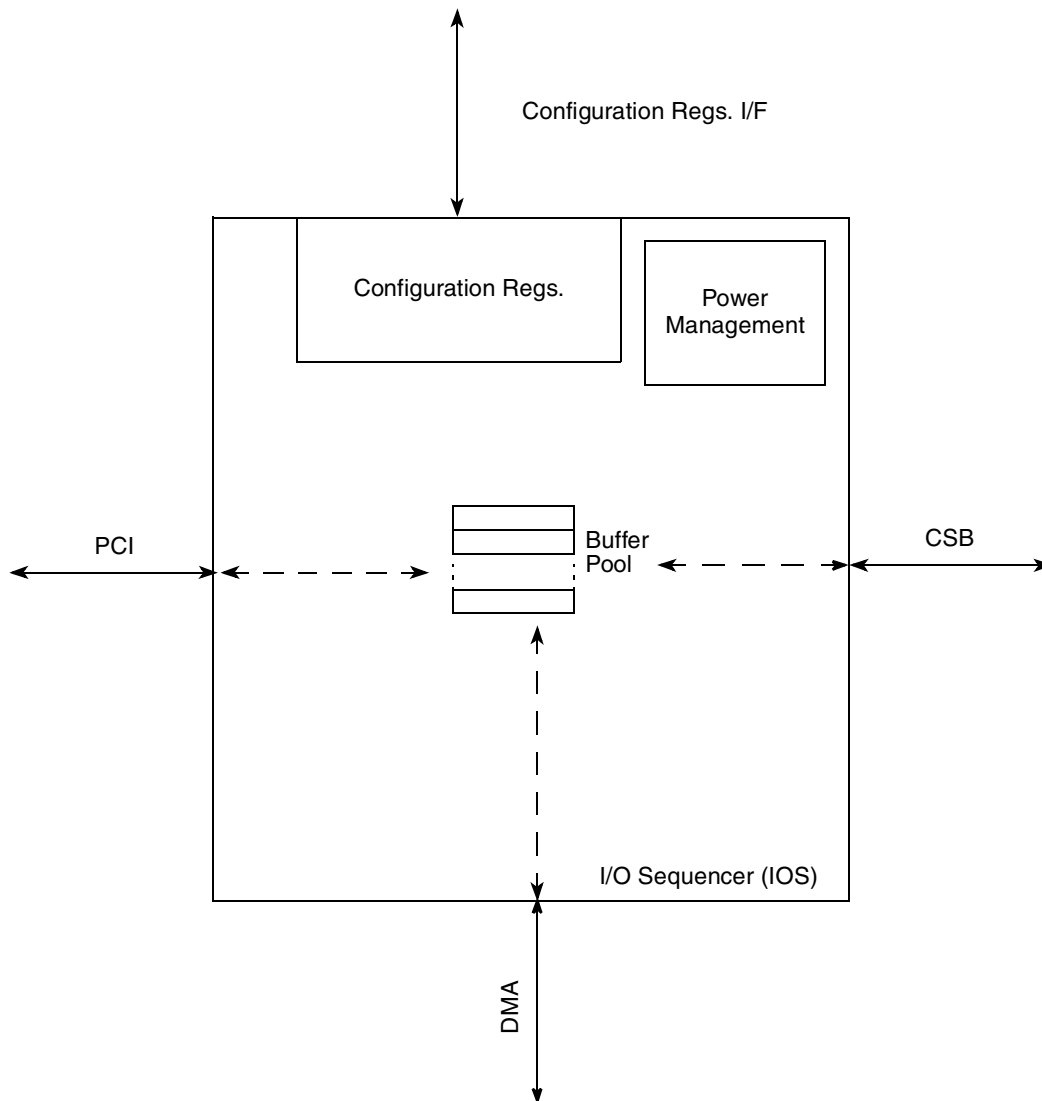 Configuration Regs. I/F
Configuration Regs.
Power
Management
PCI
Buffer
Pool
CSB
I/O Sequencer (IOS)
DMA